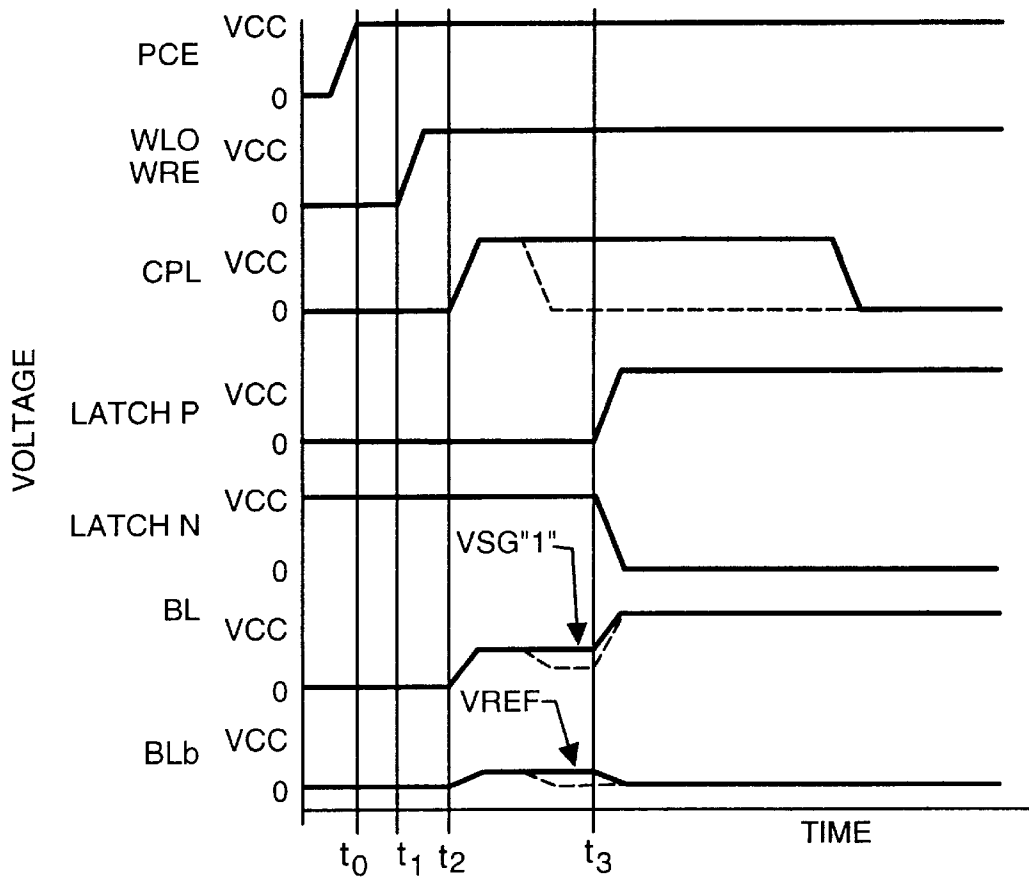 VCC
PCE
0
WLO
WRE
VCC
0
CPL
VCC
0
VOLTAGE
LATCH P
VCC
0
LATCH N
VCC
0
VSG"1"
BL
VCC
0
VREF
BLb
VCC
0
TIME
t0 t1 t2 t3